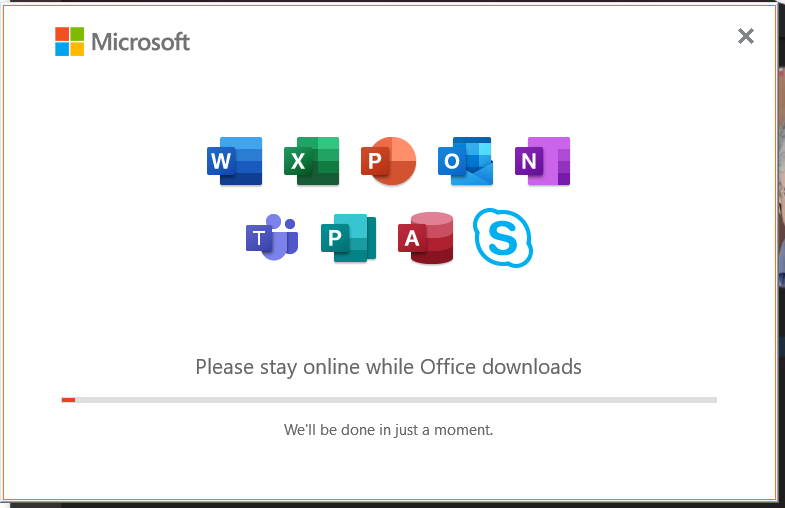 Microsoft
W X P O N
T P A S
Please stay online while Office downloads
We'll be done in just a moment.